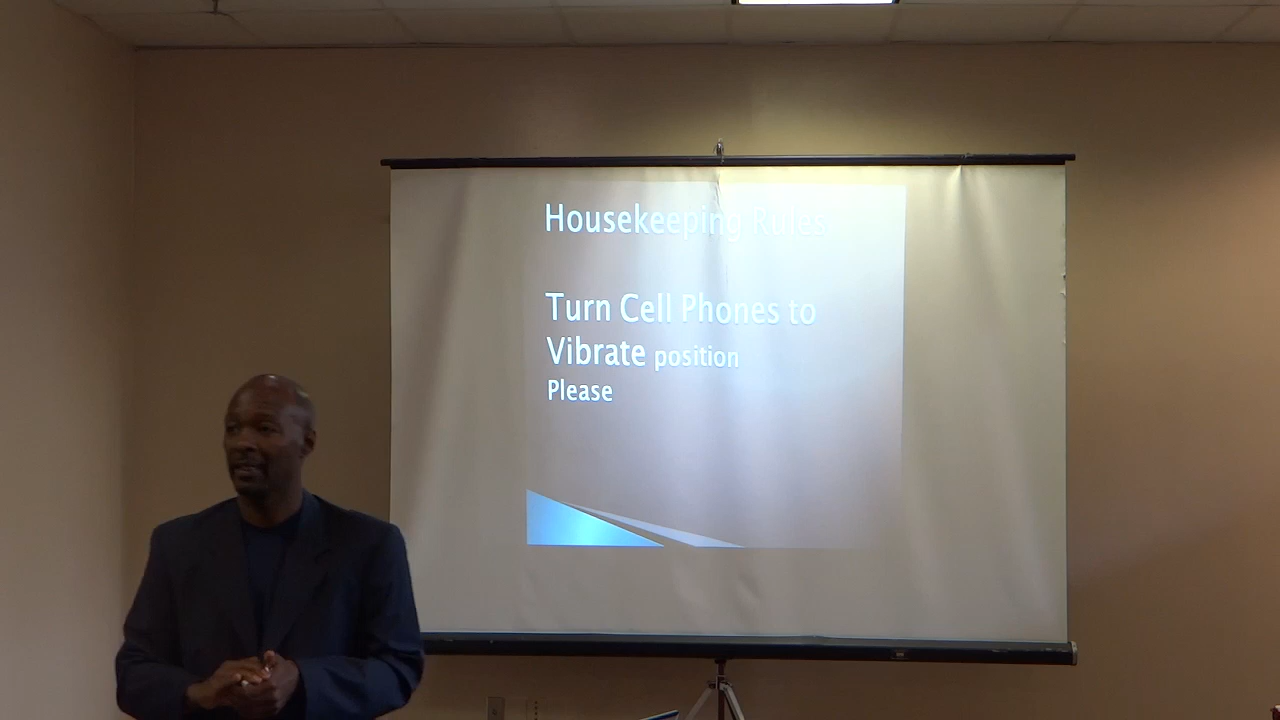 Housekeeping Rules
Turn Cell Phones to
Vibrate position
Please